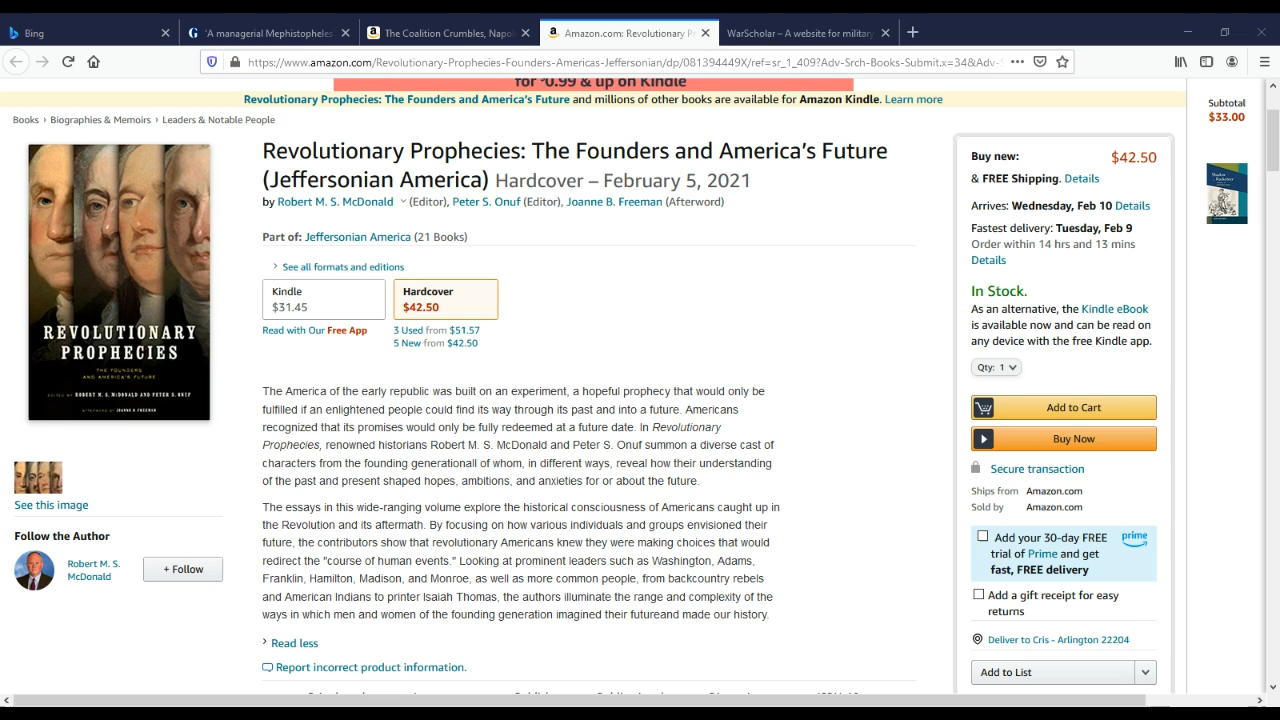 Bing
'A managerial Mephistopheles
The Coalition Crumbles, Napol
Amazon.com: Revolutionary Pr
WarScholar – A website for military
https://www.amazon.com/Revolutionary-Prophecies-Founders-Americas-Jeffersonian/dp/081394449X/ref=sr_1_409?Adv-Srch-Books-Submit.x=34&Adv-
for $0.99 & up on Kindle
Revolutionary Prophecies: The Founders and America's Future and millions of other books are available for Amazon Kindle. Learn more
Books › Biographies & Memoirs › Leaders & Notable People
Subtotal
$33.00
REVOLUTIONARY
PROPHECIES
THE FOUNDERS
AND AMERICA'S FUTURE
EDITED BY ROBERT M. S. McDONALD AND PETER S. ONUF
AFTERWORD BY JOANNE B. FREEMAN
See this image
Follow the Author
Robert M. S.
McDonald
+ Follow
Revolutionary Prophecies: The Founders and America's Future
(Jeffersonian America) Hardcover – February 5, 2021
by Robert M. S. McDonald (Editor), Peter S. Onuf (Editor), Joanne B. Freeman (Afterword)
Part of: Jeffersonian America (21 Books)
See all formats and editions
Kindle
$31.45
Hardcover
$42.50
Read with Our Free App
3 Used from $51.57
5 New from $42.50
The America of the early republic was built on an experiment, a hopeful prophecy that would only be
fulfilled if an enlightened people could find its way through its past and into a future. Americans
recognized that its promises would only be fully redeemed at a future date. In Revolutionary
Prophecies, renowned historians Robert M. S. McDonald and Peter S. Onuf summon a diverse cast of
characters from the founding generationall of whom, in different ways, reveal how their understanding
of the past and present shaped hopes, ambitions, and anxieties for or about the future.
The essays in this wide-ranging volume explore the historical consciousness of Americans caught up in
the Revolution and its aftermath. By focusing on how various individuals and groups envisioned their
future, the contributors show that revolutionary Americans knew they were making choices that would
redirect the "course of human events." Looking at prominent leaders such as Washington, Adams,
Franklin, Hamilton, Madison, and Monroe, as well as more common people, from backcountry rebels
and American Indians to printer Isaiah Thomas, the authors illuminate the range and complexity of the
ways in which men and women of the founding generation imagined their futureand made our history.
Read less
Report incorrect product information.
Buy new: $42.50
& FREE Shipping. Details
Arrives: Wednesday, Feb 10 Details
Fastest delivery: Tuesday, Feb 9
Order within 14 hrs and 13 mins
Details
In Stock.
As an alternative, the Kindle eBook
is available now and can be read on
any device with the free Kindle app.
Qty: 1
Add to Cart
Buy Now
Secure transaction
Ships from Amazon.com
Sold by Amazon.com
Add your 30-day FREE
trial of Prime and get
fast, FREE delivery
prime
Add a gift receipt for easy
returns
Deliver to Cris - Arlington 22204
Add to List